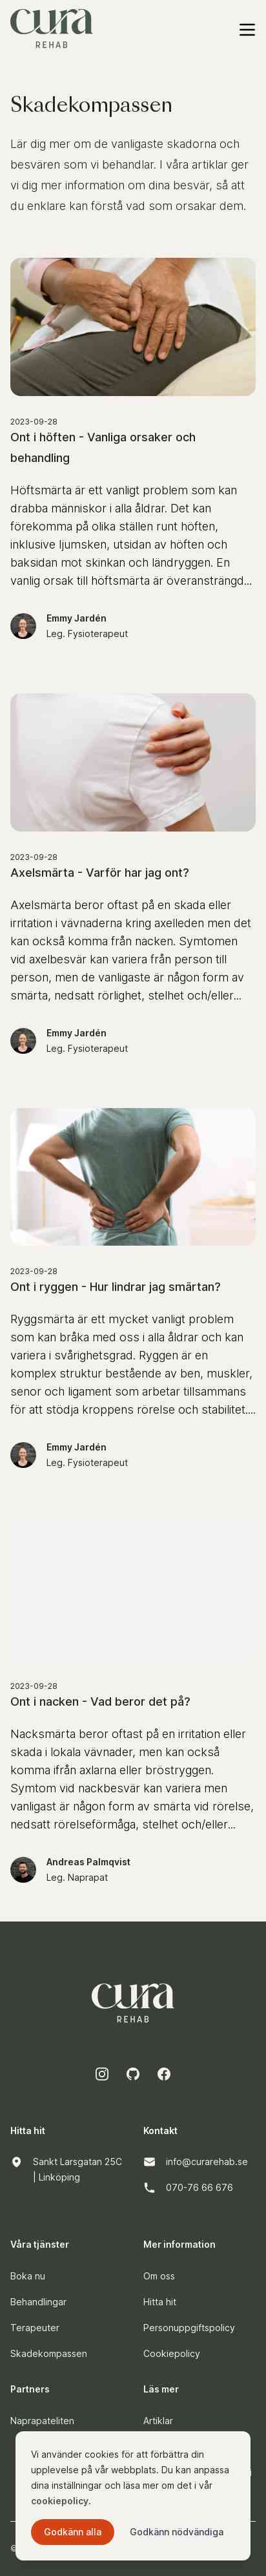 cura
REHAB
Skadekompassen
Lär dig mer om de vanligaste skadorna och
besvären som vi behandlar. I våra artiklar ger
vi dig mer information om dina besvär, så att
du enklare kan förstå vad som orsakar dem.
2023-09-28
Ont i höften - Vanliga orsaker och
behandling
Höftsmärta är ett vanligt problem som kan
drabba människor i alla åldrar. Det kan
förekomma på olika ställen runt höften,
inklusive ljumsken, utsidan av höften och
baksidan mot skinkan och ländryggen. En
vanlig orsak till höftsmärta är överansträngd...
Emmy Jardén
Leg. Fysioterapeut
2023-09-28
Axelsmärta - Varför har jag ont?
Axelsmärta beror oftast på en skada eller
irritation i vävnaderna kring axelleden men det
kan också komma från nacken. Symtomen
vid axelbesvär kan variera från person till
person, men de vanligaste är någon form av
smärta, nedsatt rörlighet, stelhet och/eller...
Emmy Jardén
Leg. Fysioterapeut
2023-09-28
Ont i ryggen - Hur lindrar jag smärtan?
Ryggsmärta är ett mycket vanligt problem
som kan bråka med oss i alla åldrar och kan
variera i svårighetsgrad. Ryggen är en
komplex struktur bestående av ben, muskler,
senor och ligament som arbetar tillsammans
för att stödja kroppens rörelse och stabilitet....
Emmy Jardén
Leg. Fysioterapeut
2023-09-28
Ont i nacken - Vad beror det på?
Nacksmärta beror oftast på en irritation eller
skada i lokala vävnader, men kan också
komma ifrån axlarna eller bröstryggen.
Symtom vid nackbesvär kan variera men
vanligast är någon form av smärta vid rörelse,
nedsatt rörelseförmåga, stelhet och/eller...
Andreas Palmqvist
Leg. Naprapat
cura
REHAB
Hitta hit
Sankt Larsgatan 25C
| Linköping
Kontakt
info@curarehab.se
070-76 66 676
Våra tjänster
Boka nu
Behandlingar
Terapeuter
Skadekompassen
Mer information
Om oss
Hitta hit
Personuppgiftspolicy
Cookiepolicy
Partners
Naprapateliten
Läs mer
Artiklar
Vi använder cookies för att förbättra din
upplevelse på vår webbplats. Du kan anpassa
dina inställningar och läsa mer om det i vår
cookiepolicy.
Godkänn alla
Godkänn nödvändiga
©